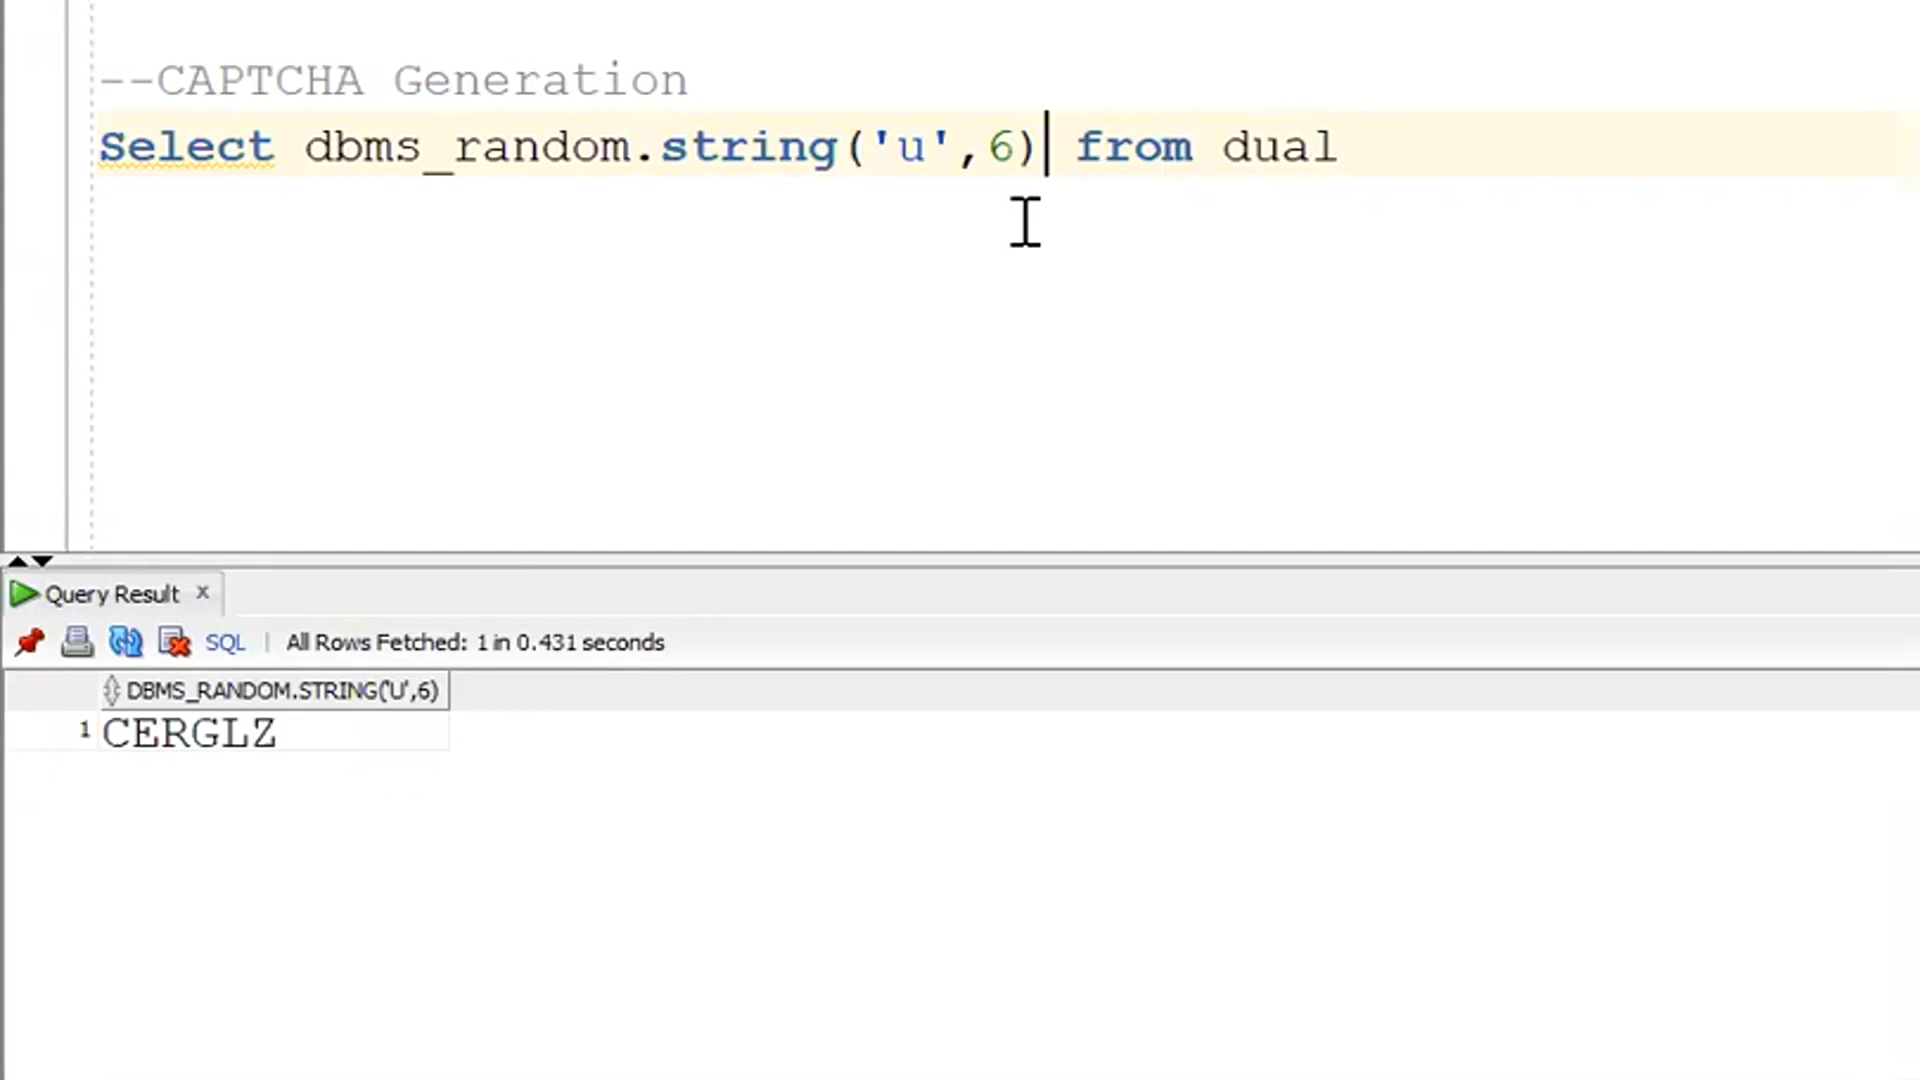 --CAPTCHA Generation
Select dbms_random.string('u',6) from dual
Query Result x
SQL | All Rows Fetched: 1 in 0.431 seconds
DBMS_RANDOM.STRING('U',6)
1 CERGLZ